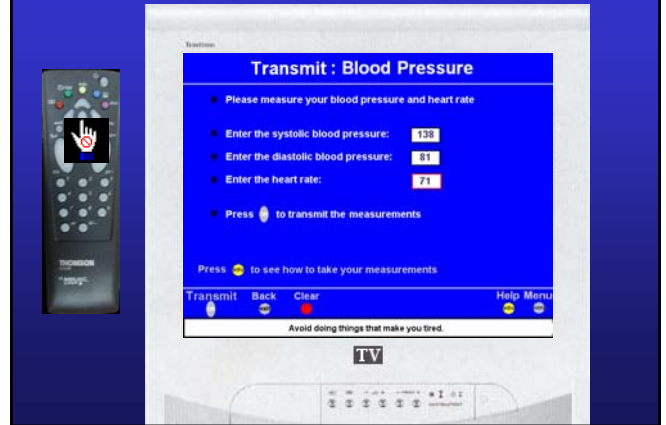 Thomson
Transmit : Blood Pressure
Please measure your blood pressure and heart rate
Enter the systolic blood pressure: 138
Enter the diastolic blood pressure: 81
Enter the heart rate: 71
Press to transmit the measurements
Press to see how to take your measurements
Transmit Back Clear Help Menu
Avoid doing things that make you tired.
TV
THOMSON